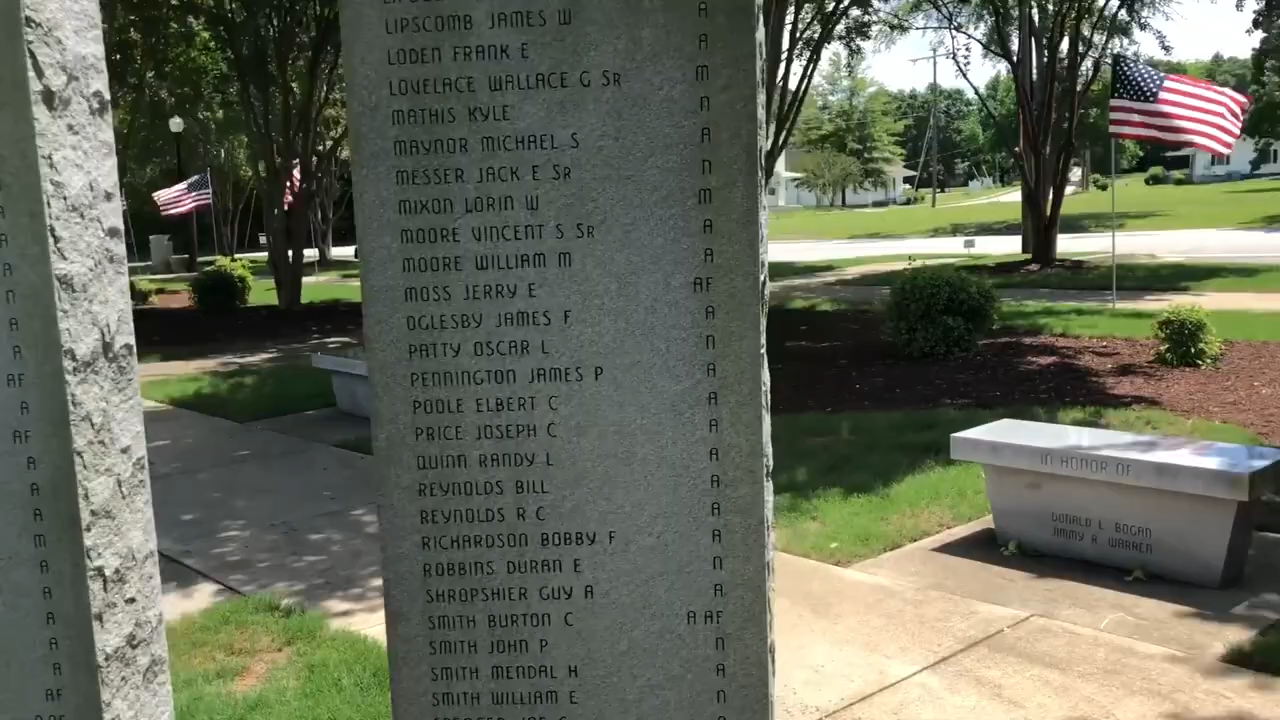 A
A
N
A
A
AF
A
AF
A
A
A
M
A
A
A
A
A
AF
LIPSCOMB JAMES W A
LODEN FRANK E A
LOVELACE WALLACE G SR M
MATHIS KYLE N
MAYNOR MICHAEL S A
MESSER JACK E SR N
MIXON LORIN W M
MOORE VINCENT S SR A
MOORE WILLIAM M A
MOSS JERRY E AF
OGLESBY JAMES F A
PATTY OSCAR L N
PENNINGTON JAMES P A
POOLE ELBERT C A
PRICE JOSEPH C A
QUINN RANDY L A
REYNOLDS BILL A
REYNOLDS R C A
RICHARDSON BOBBY F N
ROBBINS DURAN E N
SHROPSHIER GUY A A
SMITH BURTON C A AF
SMITH JOHN P N
SMITH MENDAL H A
SMITH WILLIAM E N
IN HONOR OF
DONALD L BOGAN
JIMMY R WARREN